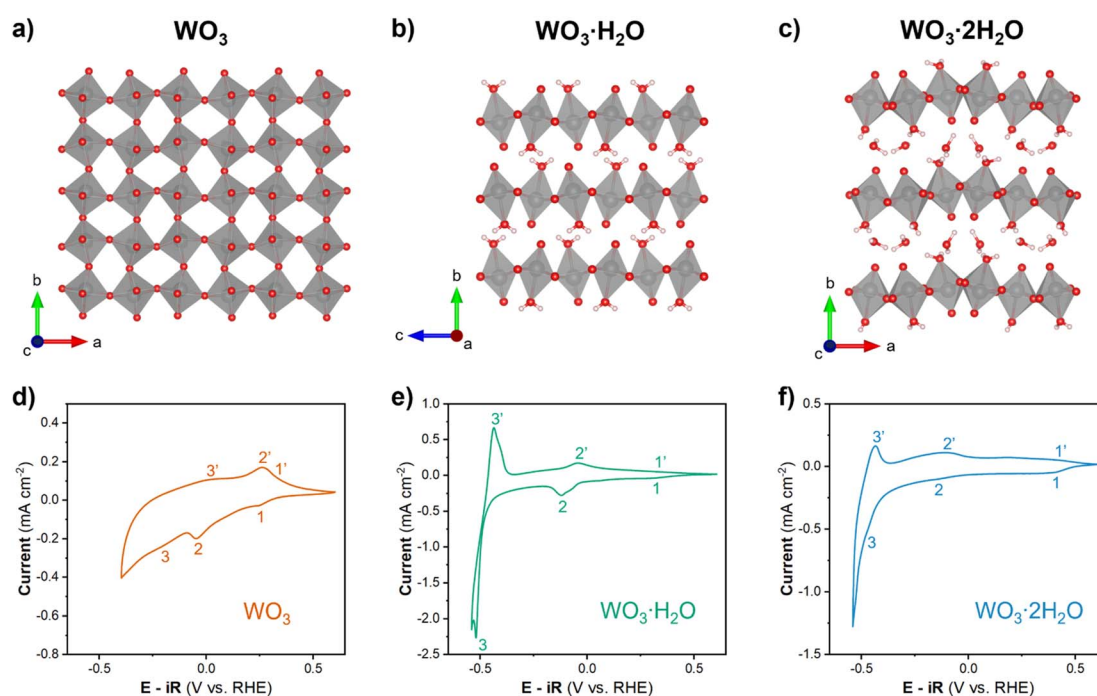 a)
WO₃
b)
WO₃·H₂O
c)
WO₃·2H₂O
b
c
a
b
c
a
b
c
a
d)
Current (mA cm⁻²)
0.4
0.2
0.0
-0.2
-0.4
-0.6
-0.8
3'
2'
1'
1
2
3
WO₃
-0.5
0.0
0.5
E - iR (V vs. RHE)
e)
Current (mA cm⁻²)
1.0
0.5
0.0
-0.5
-1.0
-1.5
-2.0
-2.5
3'
2'
1'
1
2
3
WO₃·H₂O
-0.5
0.0
0.5
E - iR (V vs. RHE)
f)
Current (mA cm⁻²)
0.5
0.0
-0.5
-1.0
-1.5
3'
2'
1'
1
2
3
WO₃·2H₂O
-0.5
0.0
0.5
E - iR (V vs. RHE)